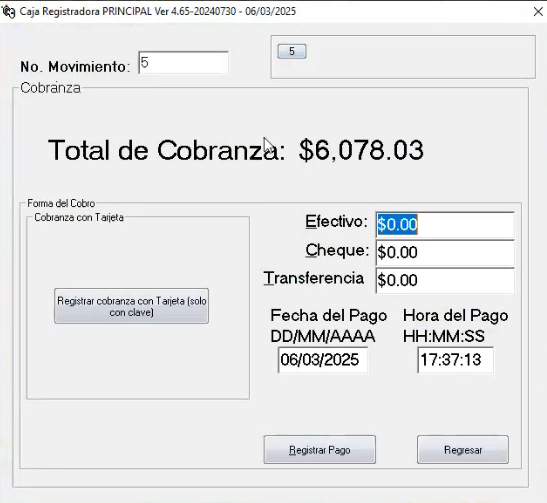 Caja Registradora PRINCIPAL Ver 4.65-20240730 - 06/03/2025
No. Movimiento: 5
5
Cobranza
Total de Cobranza: $6,078.03
Forma del Cobro
Cobranza con Tarjeta
Registrar cobranza con Tarjeta (solo
con clave)
Efectivo: $0.00
Cheque: $0.00
Transferencia $0.00
Fecha del Pago Hora del Pago
DD/MM/AAAA HH:MM:SS
06/03/2025 17:37:13
Registrar Pago Regresar